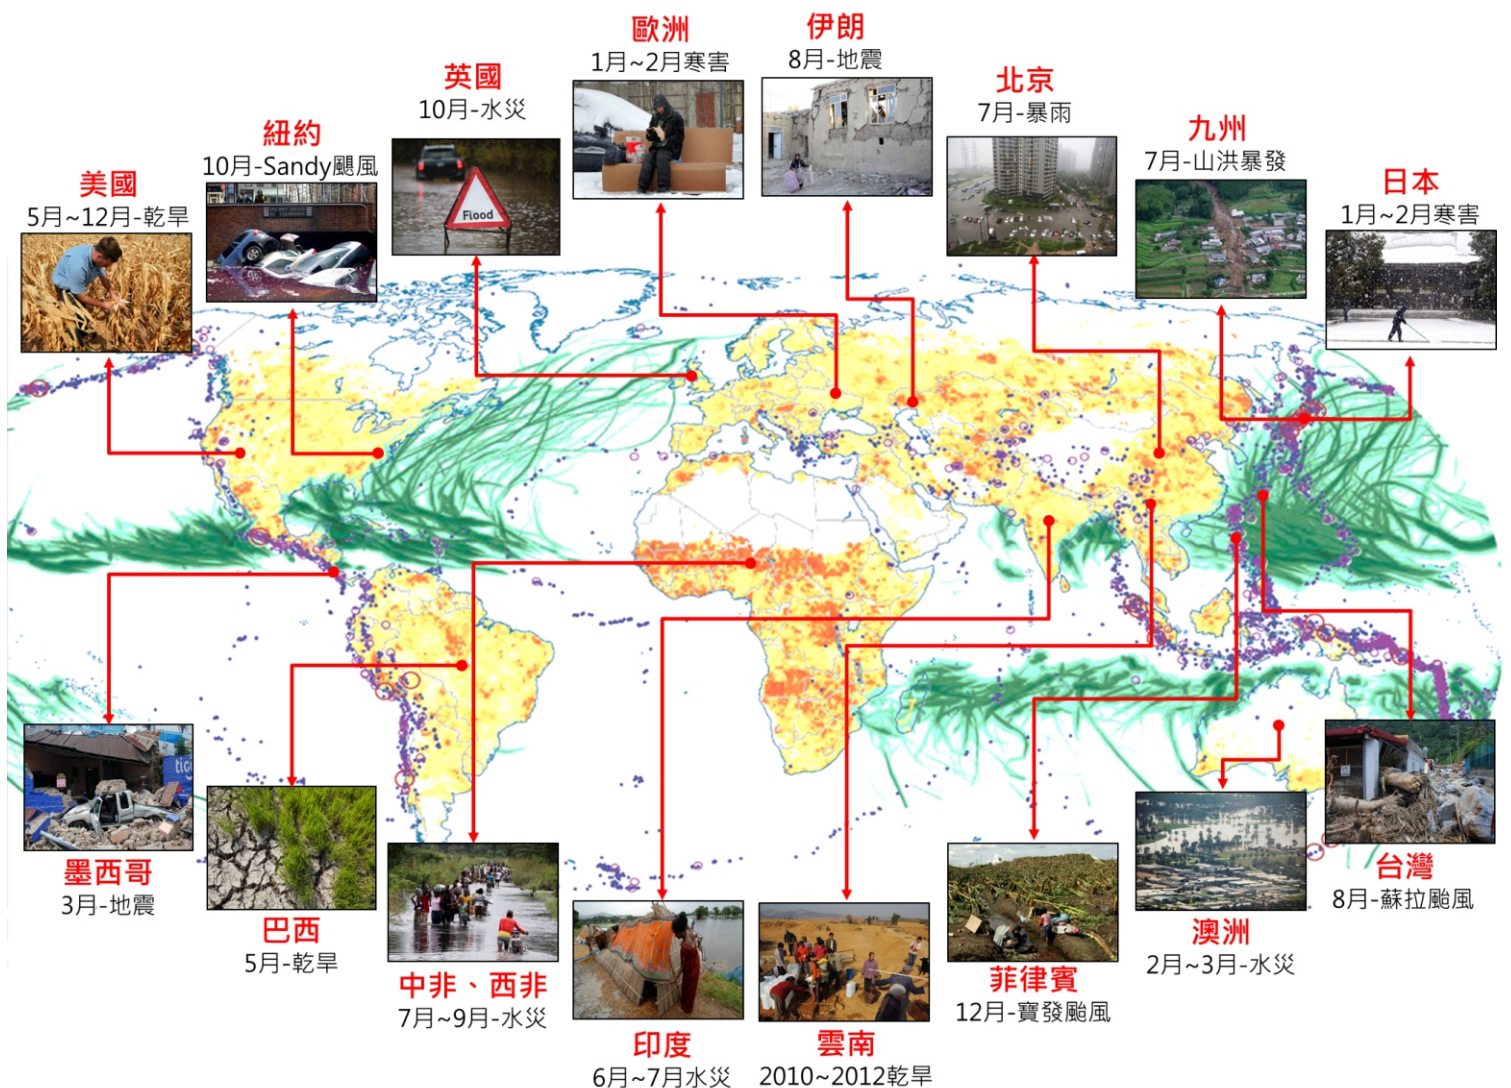 歐洲
1月~2月寒害
伊朗
8月-地震
英國
10月-水災
北京
7月-暴雨
紐約
10月-Sandy颶風
九州
7月-山洪暴發
美國
5月~12月-乾旱
日本
1月~2月寒害
Flood
tigo
墨西哥
3月-地震
巴西
5月-乾旱
中非、西非
7月~9月-水災
印度
6月~7月水災
雲南
2010~2012乾旱
菲律賓
12月-寶發颱風
澳洲
2月~3月-水災
台灣
8月-蘇拉颱風